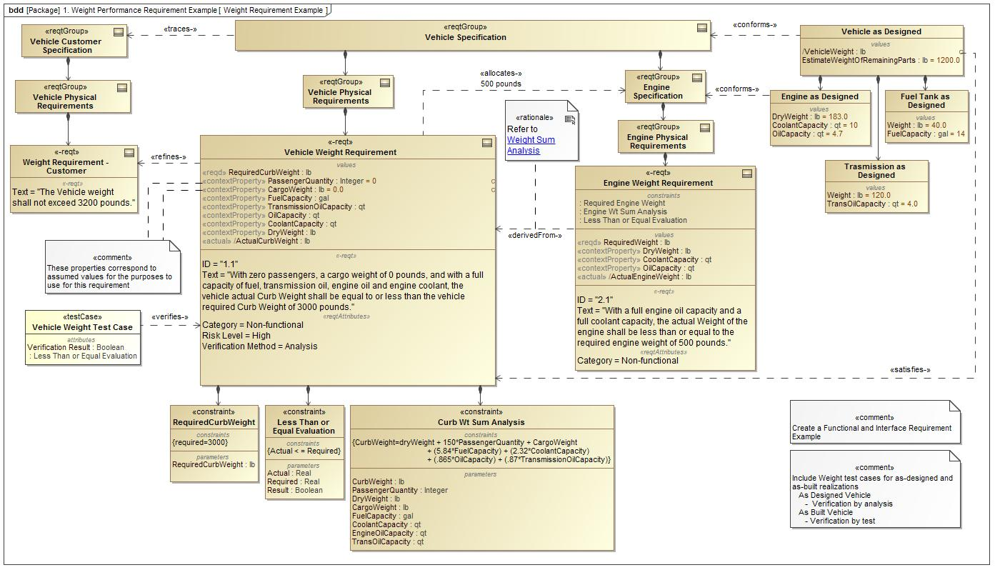 bdd [Package] 1. Weight Performance Requirement Example [ Weight Requirement Example ]
«reqtGroup»
Vehicle Customer
Specification
«traces-»
«reqtGroup»
Vehicle Specification
«conforms-»
Vehicle as Designed
values
/VehicleWeight : lb
EstimateWeightOfRemainingParts : lb = 1200.0
«reqtGroup»
Vehicle Physical
Requirements
«reqtGroup»
Vehicle Physical
Requirements
«allocates-»
500 pounds
«reqtGroup»
Engine
Specification
«conforms-»
Engine as Designed
values
DryWeight : lb = 183.0
CoolantCapacity : qt = 10
OilCapacity : qt = 4.7
Fuel Tank as
Designed
values
Weight : lb = 40.0
FuelCapacity : gal = 14
«rationale»
Refer to
Weight Sum
Analysis
«reqtGroup»
Engine Physical
Requirements
Trasmission as
Designed
values
Weight : lb = 120.0
TransOilCapacity : qt = 4.0
«-reqt»
Weight Requirement -
Customer
«-reqt»
Text = "The Vehicle weight
shall not exceed 3200 pounds."
«refines-»
«-reqt»
Vehicle Weight Requirement
values
«reqd» RequiredCurbWeight : lb
«contextProperty» PassengerQuantity : Integer = 0
«contextProperty» CargoWeight : lb = 0.0
«contextProperty» FuelCapacity : gal
«contextProperty» TransmissionOilCapacity : qt
«contextProperty» OilCapacity : qt
«contextProperty» CoolantCapacity : qt
«contextProperty» DryWeight : lb
«actual» /ActualCurbWeight : lb
«-reqt»
ID = "1.1"
Text = "With zero passengers, a cargo weight of 0 pounds, and with a full
capacity of fuel, transmission oil, engine oil and engine coolant, the
vehicle actual Curb Weight shall be equal to or less than the vehicle
required Curb Weight of 3000 pounds."
«reqtAttributes»
Category = Non-functional
Risk Level = High
Verification Method = Analysis
«derivedFrom-»
«-reqt»
Engine Weight Requirement
constraints
: Required Engine Weight
: Engine Wt Sum Analysis
: Less Than or Equal Evaluation
values
«reqd» RequiredWeight : lb
«contextProperty» DryWeight : lb
«contextProperty» CoolantCapacity : qt
«contextProperty» OilCapacity : qt
«actual» /ActualEngineWeight : lb
«-reqt»
ID = "2.1"
Text = "With a full engine oil capacity and a
full coolant capacity, the actual Weight of the
engine shall be less than or equal to the
required engine weight of 500 pounds."
«reqtAttributes»
Category = Non-functional
«comment»
These properties correspond to
assumed values for the purposes to
use for this requirement
«testCase»
Vehicle Weight Test Case
attributes
Verification Result : Boolean
: Less Than or Equal Evaluation
«verifies-»
«satisfies-»
«constraint»
RequiredCurbWeight
constraints
{required=3000}
parameters
RequiredCurbWeight : lb
«constraint»
Less Than or
Equal Evaluation
constraints
{Actual <= Required}
parameters
Actual : Real
Required : Real
Result : Boolean
«constraint»
Curb Wt Sum Analysis
constraints
{CurbWeight=dryWeight + 150*PassengerQuantity + CargoWeight
+ (5.84*FuelCapacity) + (2.32*CoolantCapacity)
+ (.865*OilCapacity) + (.87*TransmissionOilCapacity)}
parameters
CurbWeight : lb
PassengerQuantity : Integer
DryWeight : lb
CargoWeight : lb
FuelCapacity : gal
CoolantCapacity : qt
EngineOilCapacity : qt
TransOilCapacity : qt
«comment»
Create a Functional and Interface Requirement
Example
«comment»
Include Weight test cases for as-designed and
as-built realizations
As Designed Vehicle
- Verification by analysis
As Built Vehicle
- Verification by test